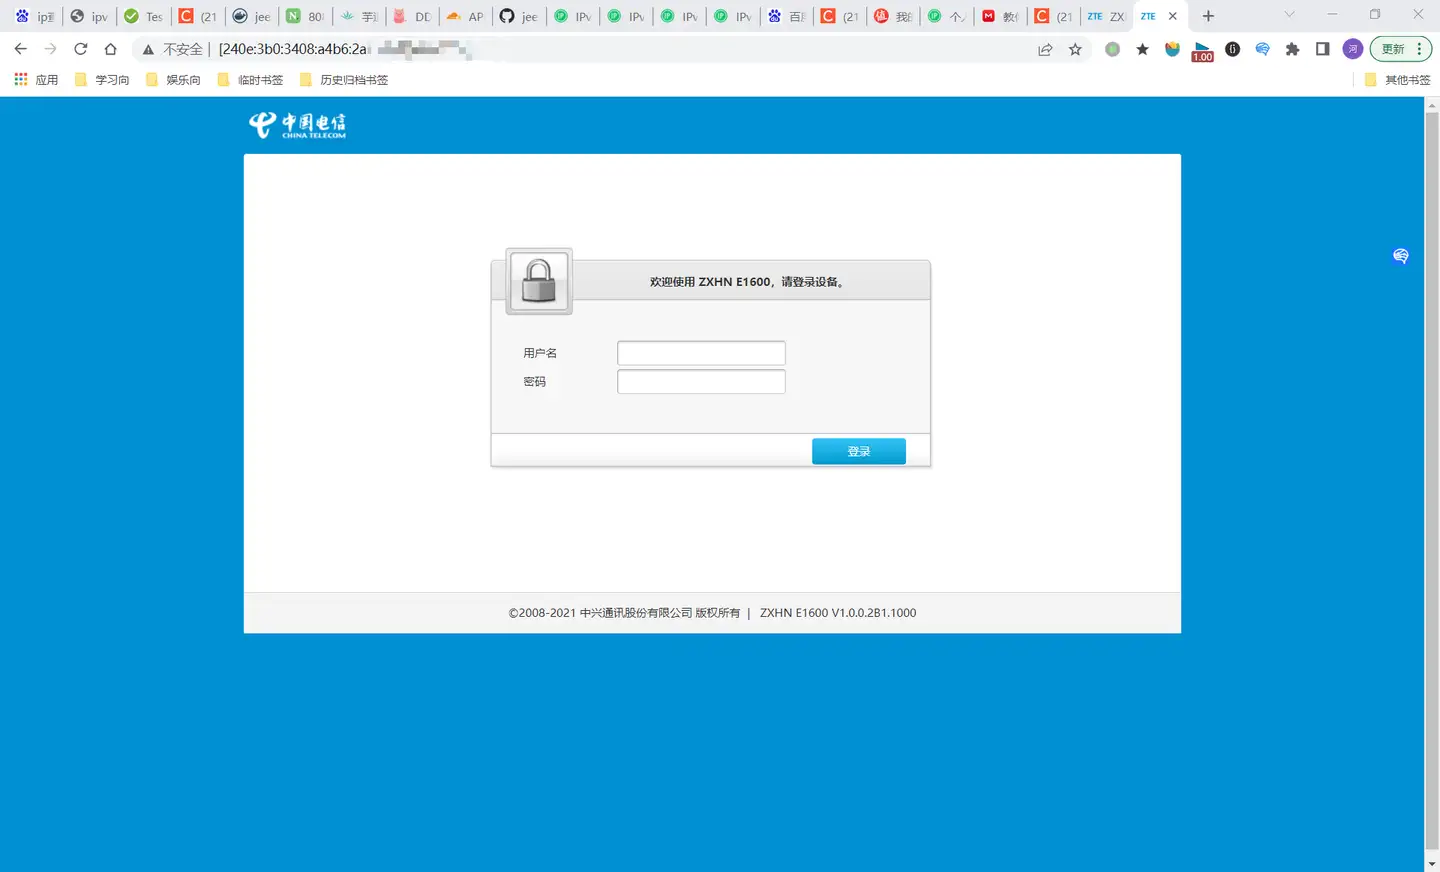 ip ipv Tes (21 jee 80 DD AP jee IPv IPv IPv IPv 百 (21 我的 个人 教 (21 ZTE ZX ZTE
不安全 [240e:3b0:3408:a4b6:2a 1.00 河 更新
应用 学习向 娱乐向 临时书签 历史归档书签 其他书签
中国电信
CHINA TELECOM
欢迎使用 ZXHN E1600，请登录设备。
用户名
密码
登录
©2008-2021 中兴通讯股份有限公司 版权所有 | ZXHN E1600 V1.0.0.2B1.1000